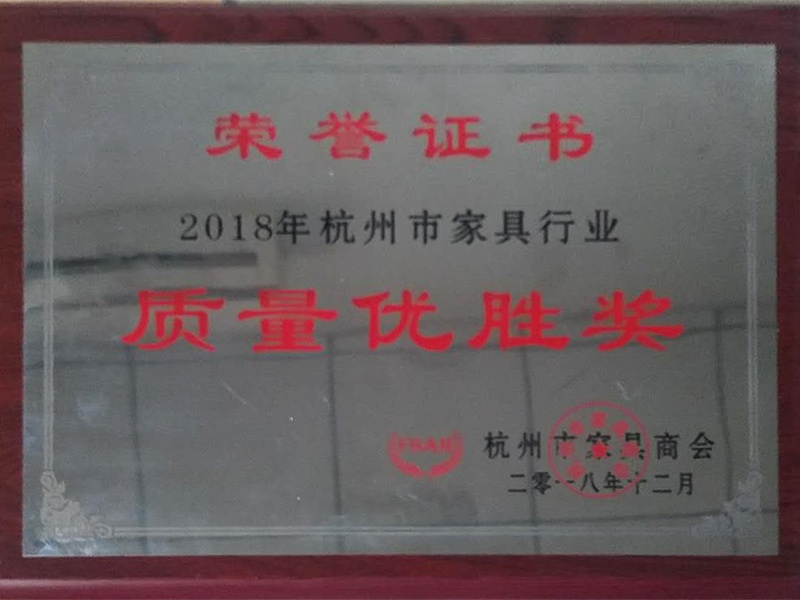 荣誉证书
2018年杭州市家具行业
质量优胜奖
杭州市家具商会
二零一八年十二月